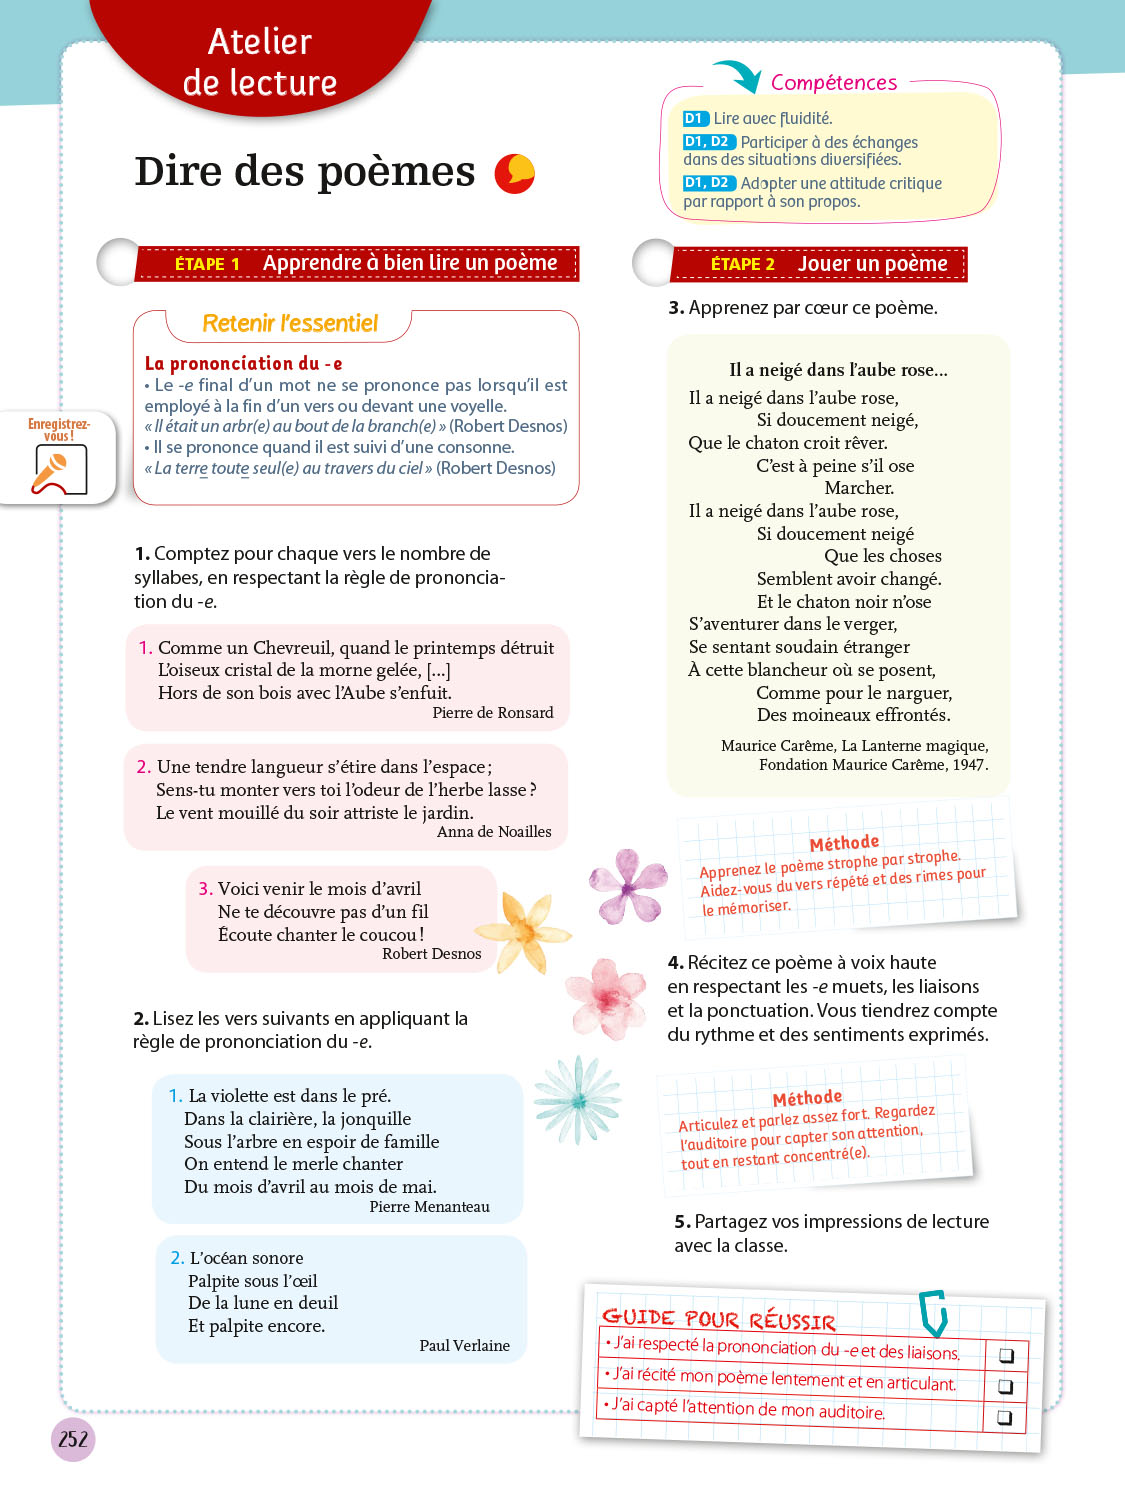 Atelier
de lecture
Dire des poèmes
Compétences
D1 Lire avec fluidité.
D1, D2 Participer à des échanges
dans des situations diversifiées.
D1, D2 Adopter une attitude critique
par rapport à son propos.
ÉTAPE 1 Apprendre à bien lire un poème
Retenir l'essentiel
La prononciation du -e
• Le -e final d'un mot ne se prononce pas lorsqu'il est
employé à la fin d'un vers ou devant une voyelle.
« Il était un arbr(e) au bout de la branch(e) » (Robert Desnos)
• Il se prononce quand il est suivi d'une consonne.
« La terre toute seul(e) au travers du ciel » (Robert Desnos)
Enregistrez-
vous !
1. Comptez pour chaque vers le nombre de
syllabes, en respectant la règle de prononcia-
tion du -e.
1. Comme un Chevreuil, quand le printemps détruit
L'oiseux cristal de la morne gelée, [...]
Hors de son bois avec l'Aube s'enfuit.
Pierre de Ronsard
2. Une tendre langueur s'étire dans l'espace ;
Sens-tu monter vers toi l'odeur de l'herbe lasse ?
Le vent mouillé du soir attriste le jardin.
Anna de Noailles
3. Voici venir le mois d'avril
Ne te découvre pas d'un fil
Écoute chanter le coucou !
Robert Desnos
2. Lisez les vers suivants en appliquant la
règle de prononciation du -e.
1. La violette est dans le pré.
Dans la clairière, la jonquille
Sous l'arbre en espoir de famille
On entend le merle chanter
Du mois d'avril au mois de mai.
Pierre Menanteau
2. L'océan sonore
Palpite sous l'œil
De la lune en deuil
Et palpite encore.
Paul Verlaine
ÉTAPE 2 Jouer un poème
3. Apprenez par cœur ce poème.
Il a neigé dans l'aube rose...
Il a neigé dans l'aube rose,
Si doucement neigé,
Que le chaton croit rêver.
C'est à peine s'il ose
Marcher.
Il a neigé dans l'aube rose,
Si doucement neigé
Que les choses
Semblent avoir changé.
Et le chaton noir n'ose
S'aventurer dans le verger,
Se sentant soudain étranger
À cette blancheur où se posent,
Comme pour le narguer,
Des moineaux effrontés.
Maurice Carême, La Lanterne magique,
Fondation Maurice Carême, 1947.
Méthode
Apprenez le poème strophe par strophe.
Aidez-vous du vers répété et des rimes pour
le mémoriser.
4. Récitez ce poème à voix haute
en respectant les -e muets, les liaisons
et la ponctuation. Vous tiendrez compte
du rythme et des sentiments exprimés.
Méthode
Articulez et parlez assez fort. Regardez
l'auditoire pour capter son attention,
tout en restant concentré(e).
5. Partagez vos impressions de lecture
avec la classe.
GUIDE POUR RÉUSSIR
• J'ai respecté la prononciation du -e et des liaisons.
• J'ai récité mon poème lentement et en articulant.
• J'ai capté l'attention de mon auditoire.
252